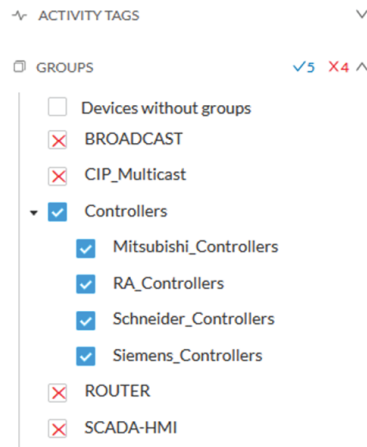 ACTIVITY TAGS
GROUPS 5 4
Devices without groups
BROADCAST
CIP_Multicast
Controllers
Mitsubishi_Controllers
RA_Controllers
Schneider_Controllers
Siemens_Controllers
ROUTER
SCADA-HMI